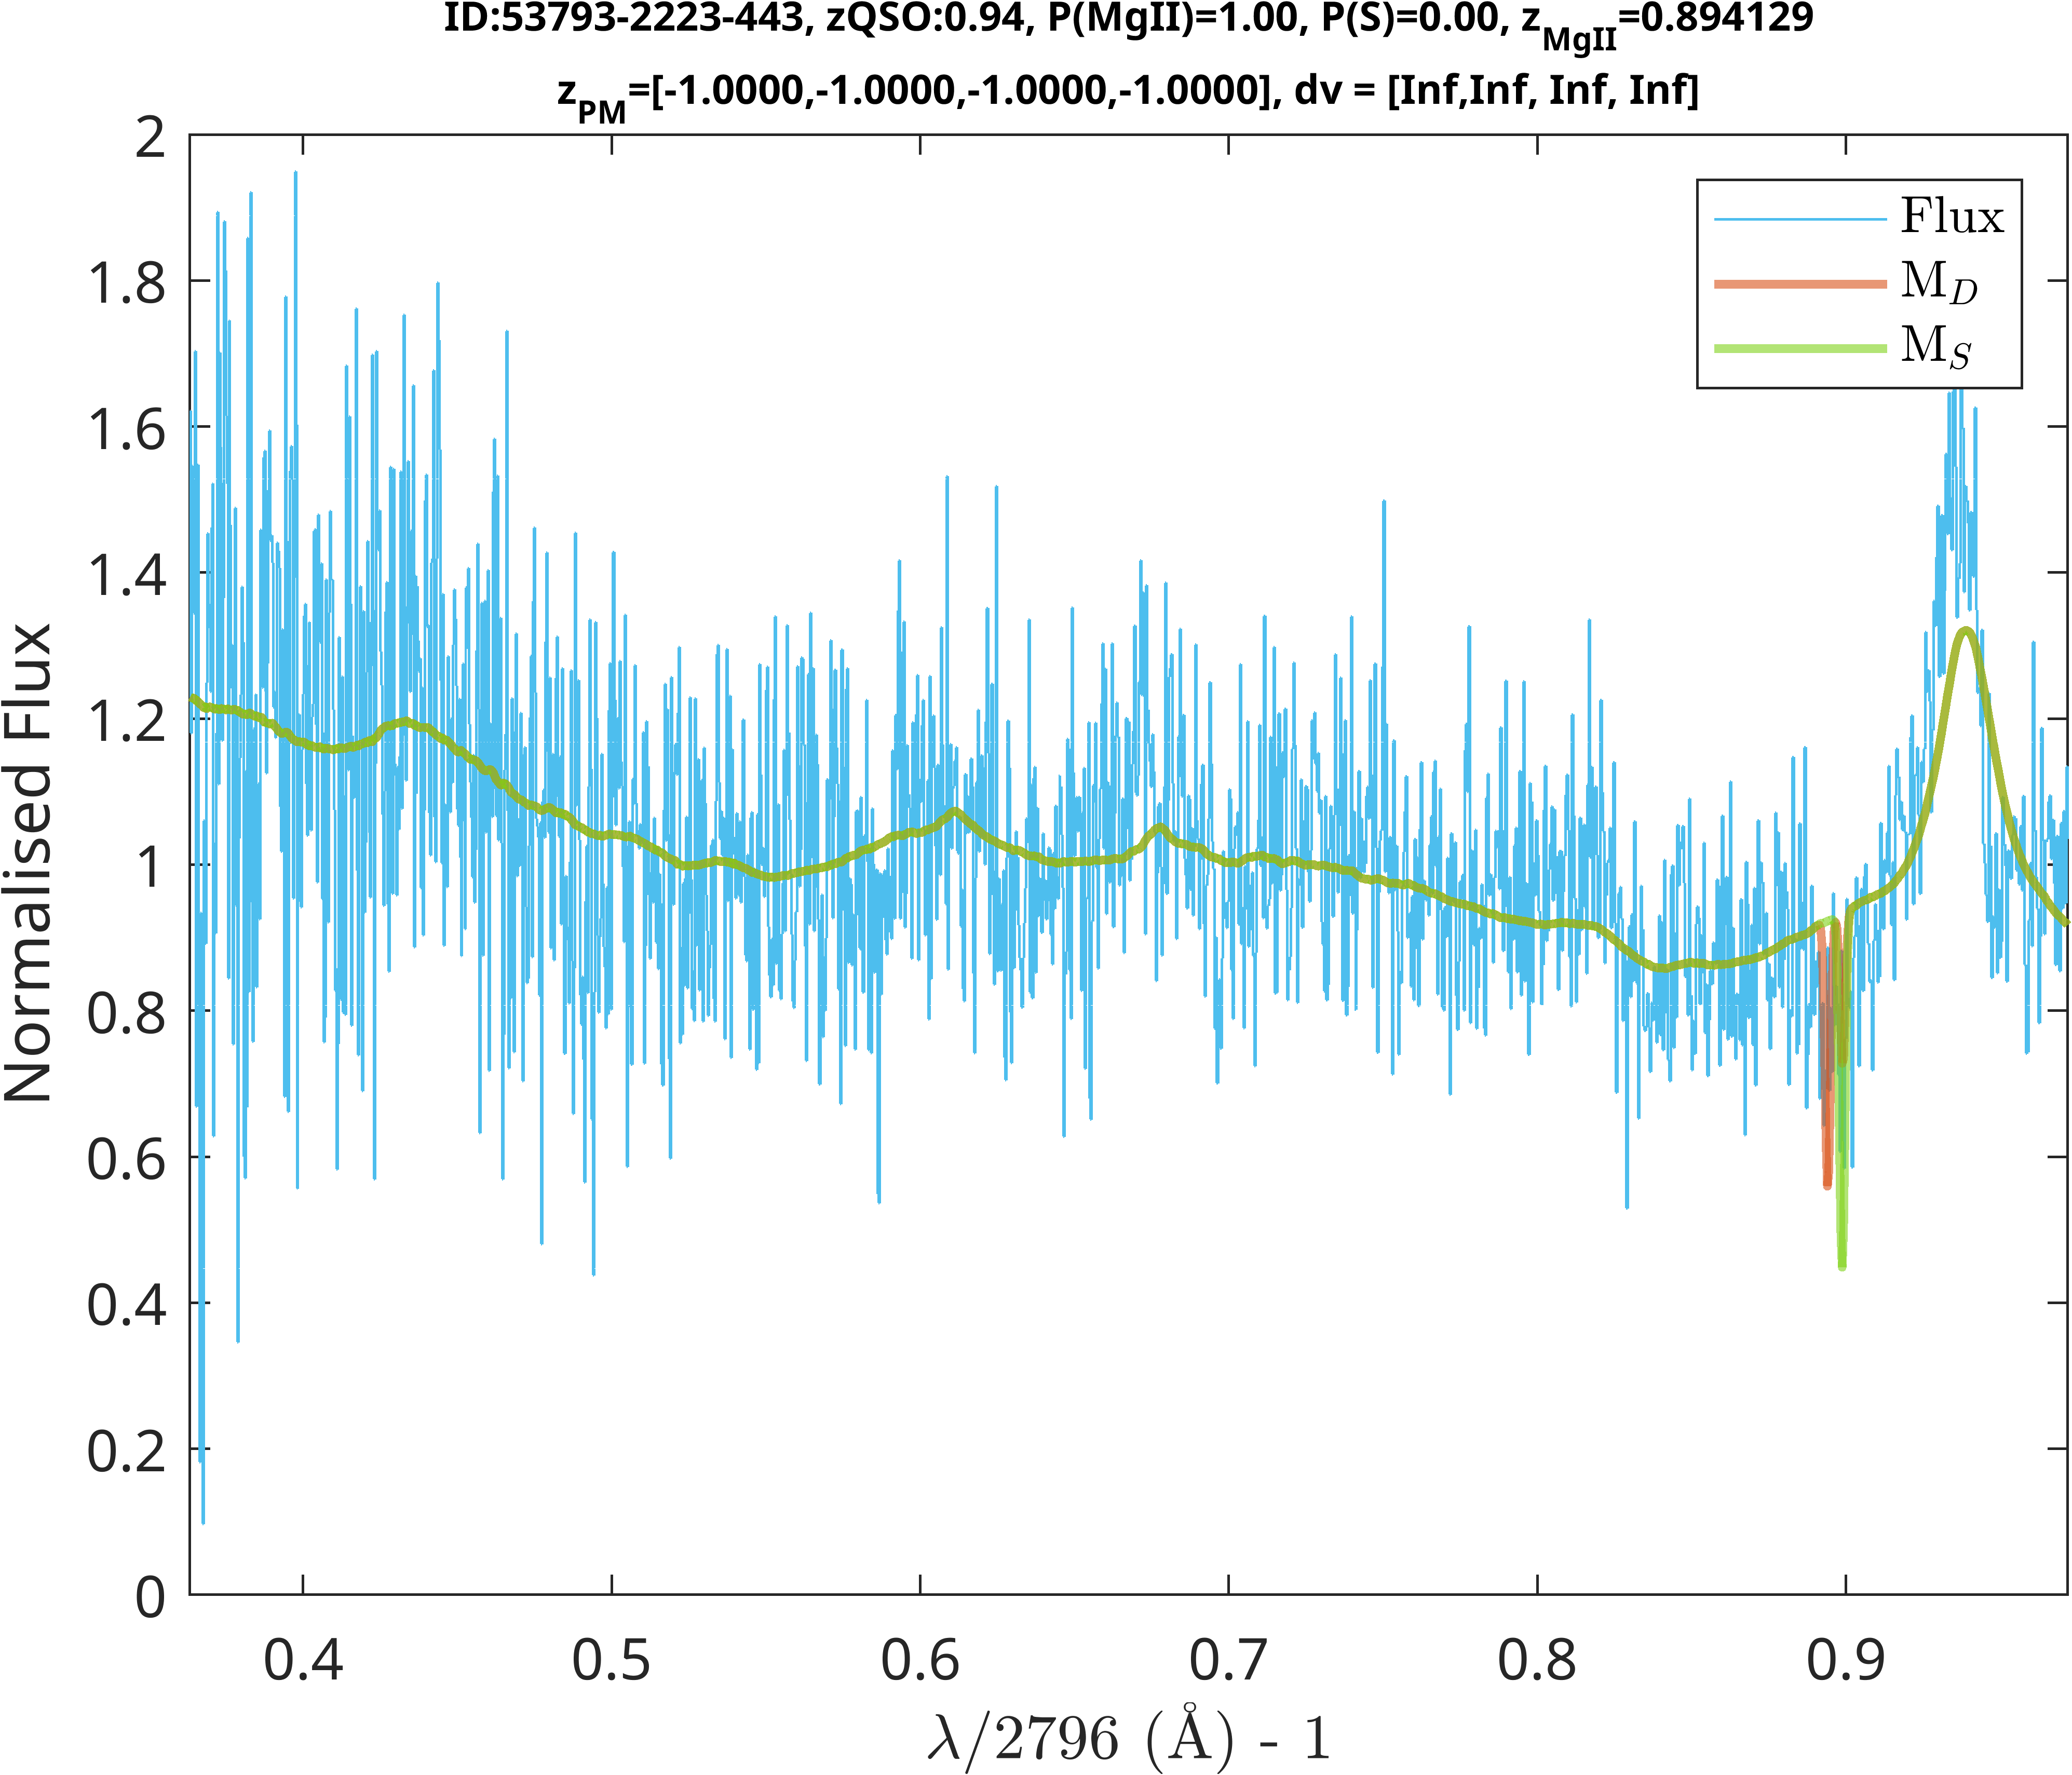 ID:53793-2223-443, zQSO:0.94, P(MgII)=1.00, P(S)=0.00, zMgII=0.894129
zPM=[-1.0000,-1.0000,-1.0000,-1.0000], dv = [Inf,Inf, Inf, Inf]
2
1.8
1.6
1.4
1.2
1
0.8
0.6
0.4
0.2
0
Normalised Flux
Flux
MD
MS
0.4 0.5 0.6 0.7 0.8 0.9
λ/2796 (Å) - 1